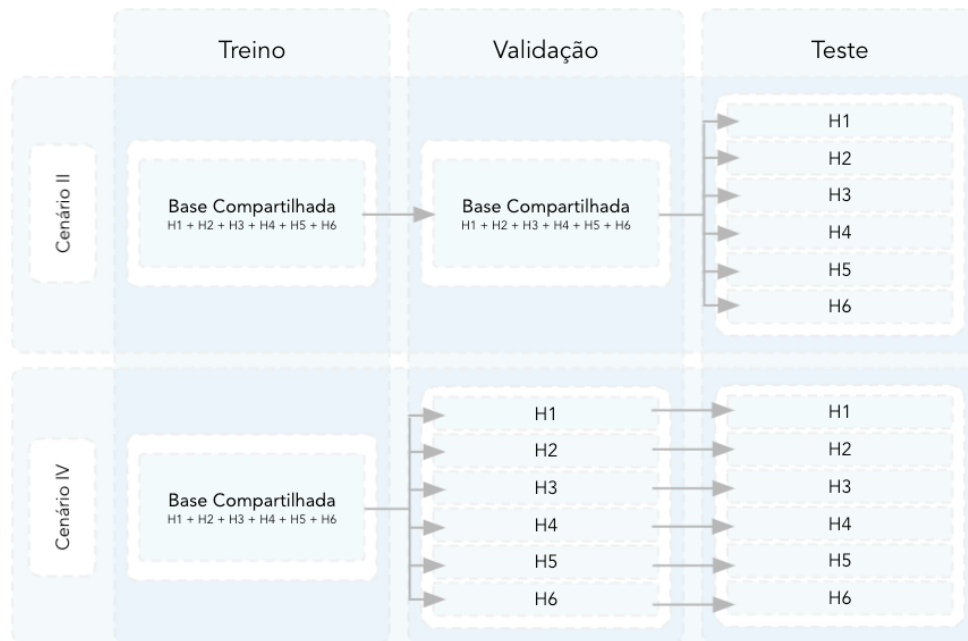 Treino
Validação
Teste
Cenário II
Base Compartilhada
H1 + H2 + H3 + H4 + H5 + H6
Base Compartilhada
H1 + H2 + H3 + H4 + H5 + H6
H1
H2
H3
H4
H5
H6
Cenário IV
Base Compartilhada
H1 + H2 + H3 + H4 + H5 + H6
H1
H2
H3
H4
H5
H6
H1
H2
H3
H4
H5
H6